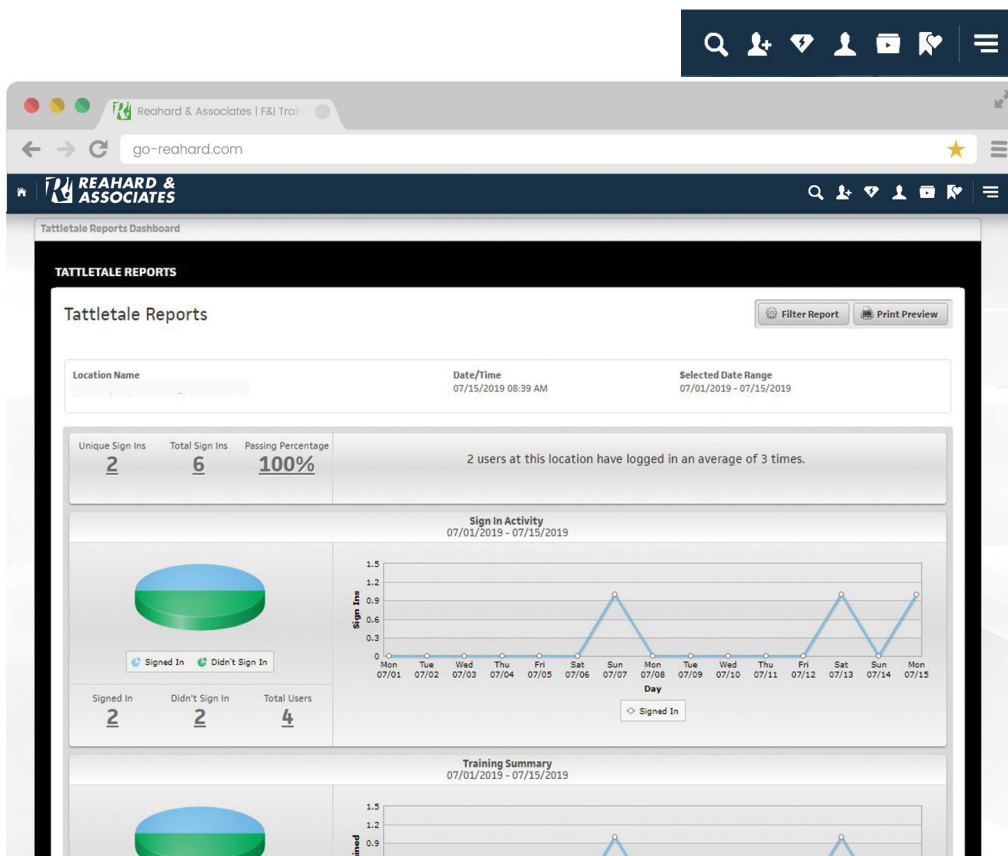 Reahard & Associates | F&I Train
go-reahard.com
REAHARD &
ASSOCIATES
Tattletale Reports Dashboard
TATTLETALE REPORTS
Tattletale Reports
Filter Report Print Preview
Location Name Date/Time Selected Date Range
07/15/2019 08:39 AM 07/01/2019 - 07/15/2019
Unique Sign Ins Total Sign Ins Passing Percentage
2 6 100%
2 users at this location have logged in an average of 3 times.
Sign In Activity
07/01/2019 - 07/15/2019
Signed In Didn't Sign In
Signed In Didn't Sign In Total Users
2 2 4
1.5
1.2
0.9
0.6
0.3
0
Sign Ins
Mon Tue Wed Thu Fri Sat Sun Mon Tue Wed Thu Fri Sat Sun Mon
07/01 07/02 07/03 07/04 07/05 07/06 07/07 07/08 07/09 07/10 07/11 07/12 07/13 07/14 07/15
Day
Signed In
Training Summary
07/01/2019 - 07/15/2019
1.5
1.2
0.9